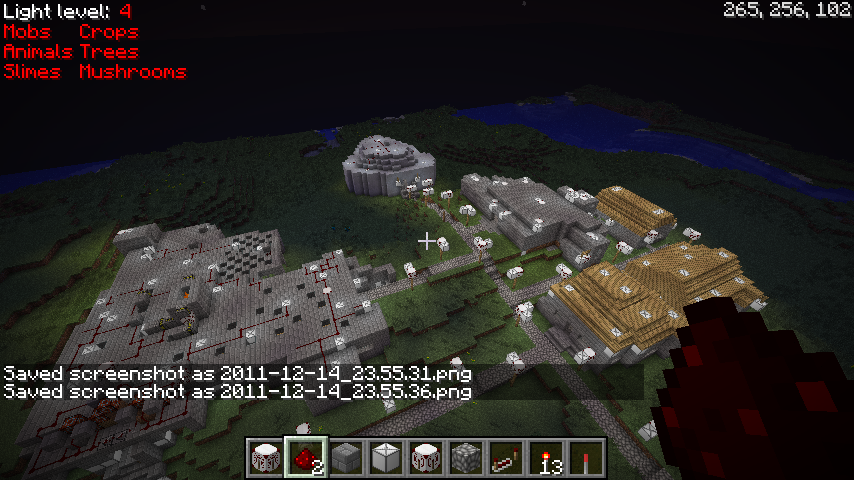 Light level: 4
265, 256, 102
Mobs Crops
Animals Trees
Slimes Mushrooms
Saved screenshot as 2011-12-14_23.55.31.png
Saved screenshot as 2011-12-14_23.55.36.png
2 13